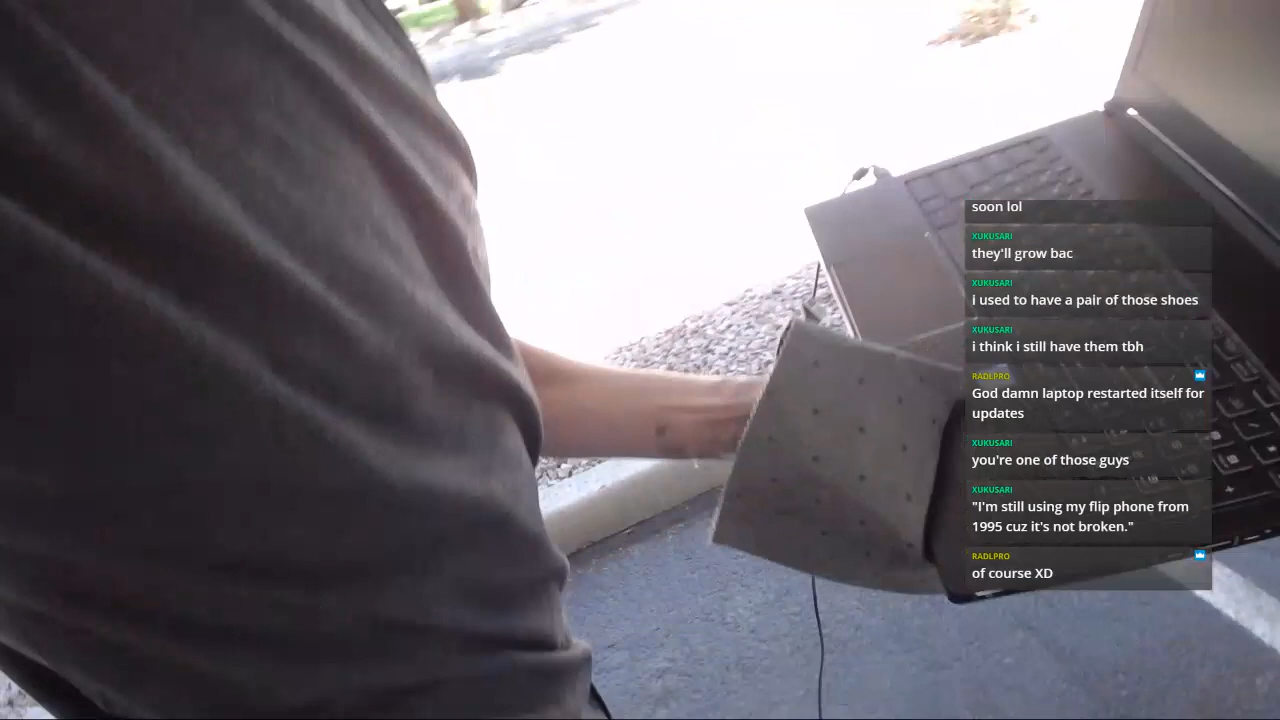 soon lol
XUKUSARI
they'll grow bac
XUKUSARI
i used to have a pair of those shoes
XUKUSARI
i think i still have them tbh
RADLPRO
God damn laptop restarted itself for
updates
XUKUSARI
you're one of those guys
XUKUSARI
"I'm still using my flip phone from
1995 cuz it's not broken."
RADLPRO
of course XD